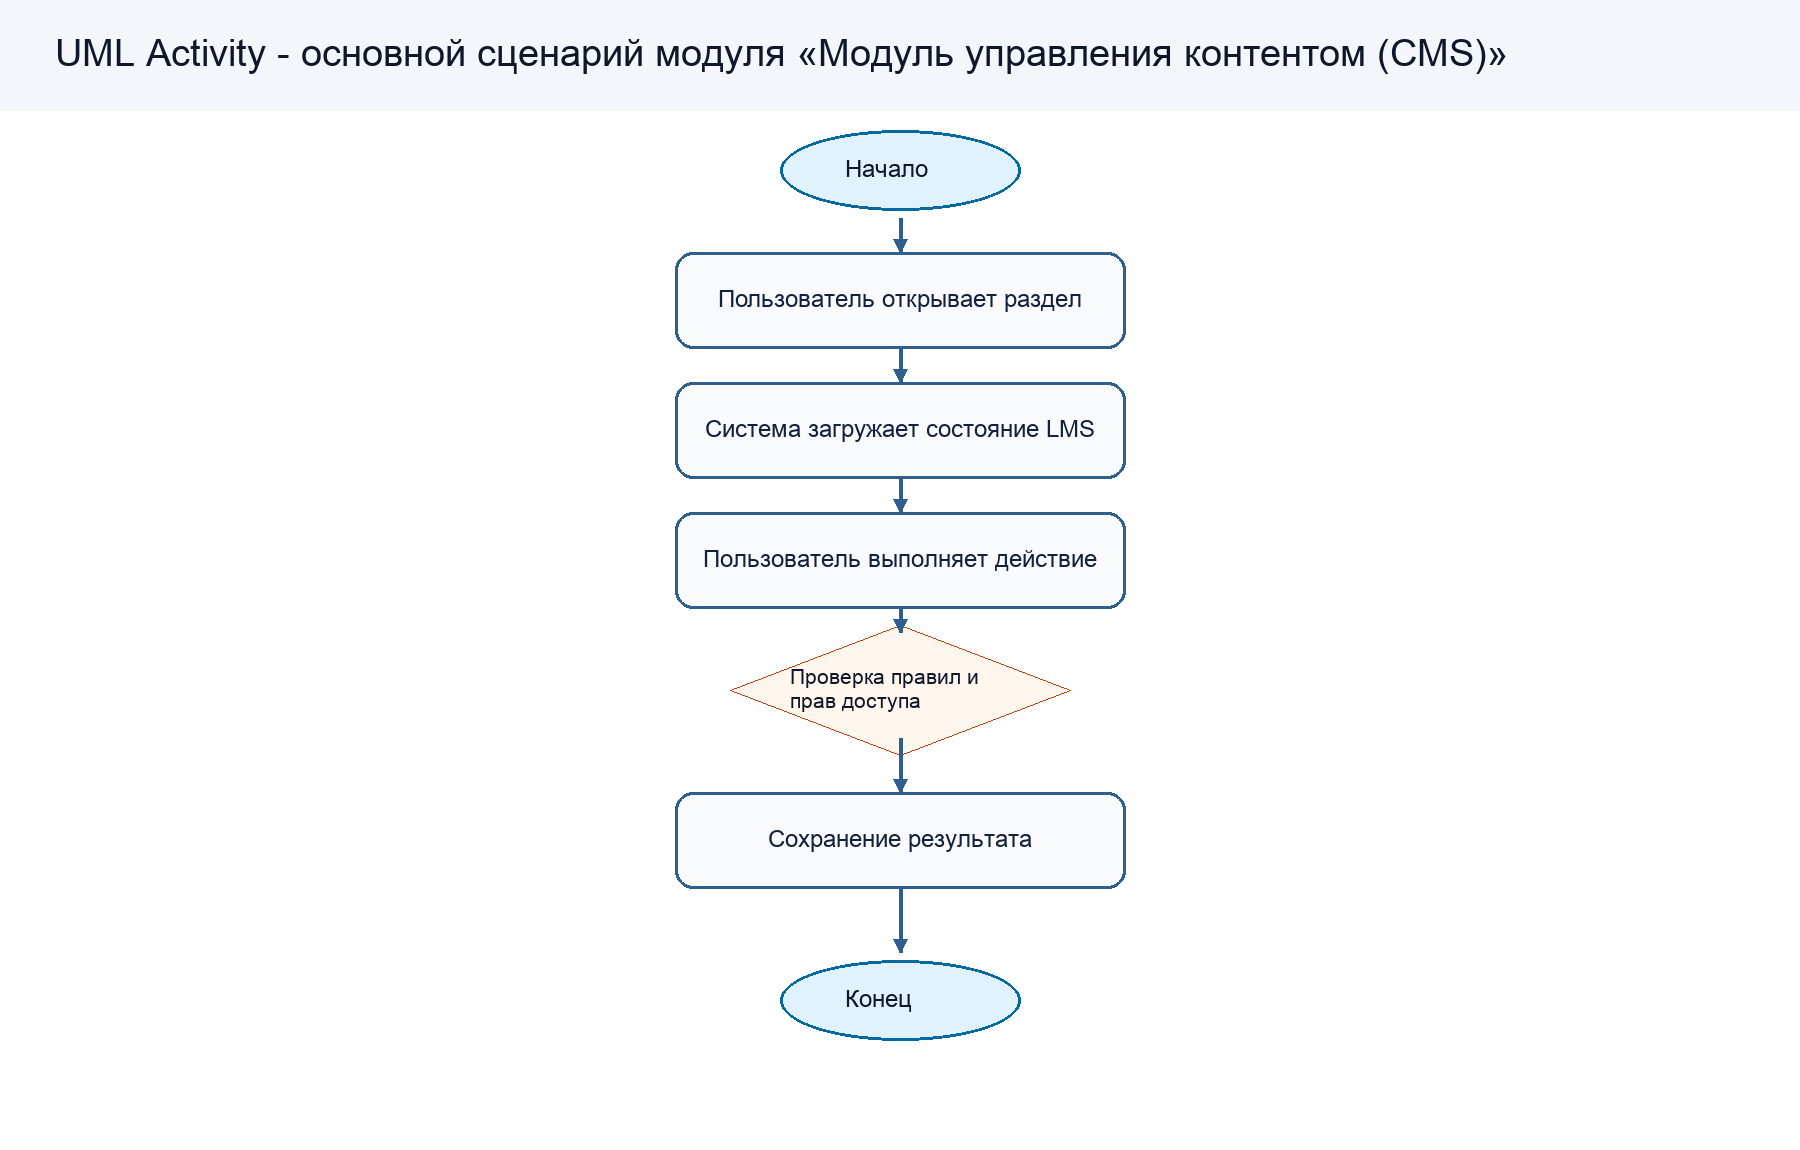 UML Activity - основной сценарий модуля «Модуль управления контентом (CMS)»
Начало
Пользователь открывает раздел
Система загружает состояние LMS
Пользователь выполняет действие
Проверка правил и
прав доступа
Сохранение результата
Конец